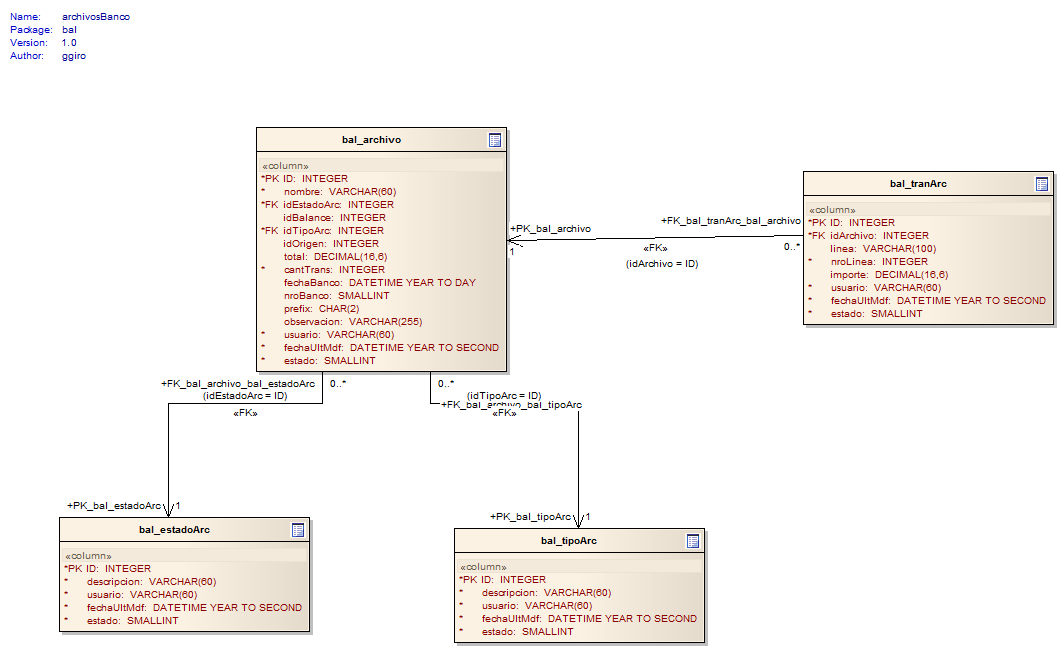 Name: archivosBanco
Package: bal
Version: 1.0
Author: ggiro
bal_archivo
«column»
*PK ID: INTEGER
* nombre: VARCHAR(60)
*FK idEstadoArc: INTEGER
idBalance: INTEGER
*FK idTipoArc: INTEGER
idOrigen: INTEGER
total: DECIMAL(16,6)
* cantTrans: INTEGER
fechaBanco: DATETIME YEAR TO DAY
nroBanco: SMALLINT
prefix: CHAR(2)
observacion: VARCHAR(255)
* usuario: VARCHAR(60)
* fechaUltMdf: DATETIME YEAR TO SECOND
* estado: SMALLINT
+PK_bal_archivo
1
+FK_bal_tranArc_bal_archivo
0..*
«FK»
(idArchivo = ID)
bal_tranArc
«column»
*PK ID: INTEGER
*FK idArchivo: INTEGER
linea: VARCHAR(100)
* nroLinea: INTEGER
importe: DECIMAL(16,6)
* usuario: VARCHAR(60)
* fechaUltMdf: DATETIME YEAR TO SECOND
* estado: SMALLINT
+FK_bal_archivo_bal_estadoArc
0..*
(idEstadoArc = ID)
«FK»
0..*
(idTipoArc = ID)
+FK_bal_archivo_bal_tipoArc
«FK»
+PK_bal_estadoArc
1
bal_estadoArc
«column»
*PK ID: INTEGER
* descripcion: VARCHAR(60)
* usuario: VARCHAR(60)
* fechaUltMdf: DATETIME YEAR TO SECOND
* estado: SMALLINT
+PK_bal_tipoArc
1
bal_tipoArc
«column»
*PK ID: INTEGER
* descripcion: VARCHAR(60)
* usuario: VARCHAR(60)
* fechaUltMdf: DATETIME YEAR TO SECOND
* estado: SMALLINT